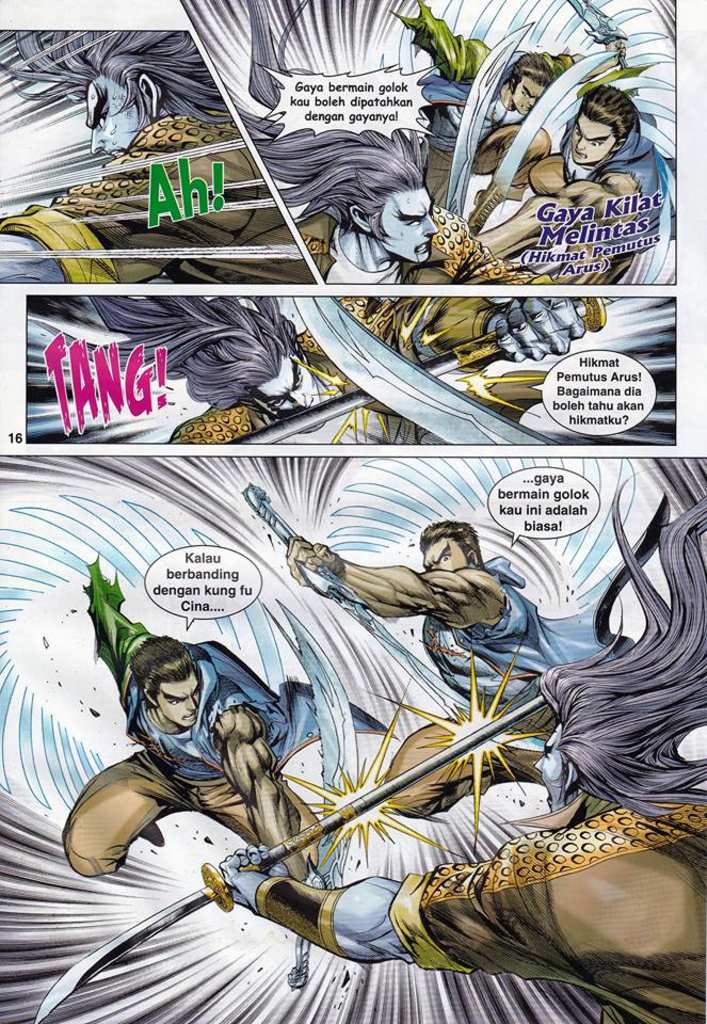 Ah!
Gaya bermain golok
kau boleh dipatahkan
dengan gayanya!
Gaya Kilat
Melintas
(Hikmat Pemutus
Arus)
TANG!
Hikmat
Pemutus Arus!
Bagaimana dia
boleh tahu akan
hikmatku?
16
Kalau
berbanding
dengan kung fu
Cina....
...gaya
bermain golok
kau ini adalah
biasa!